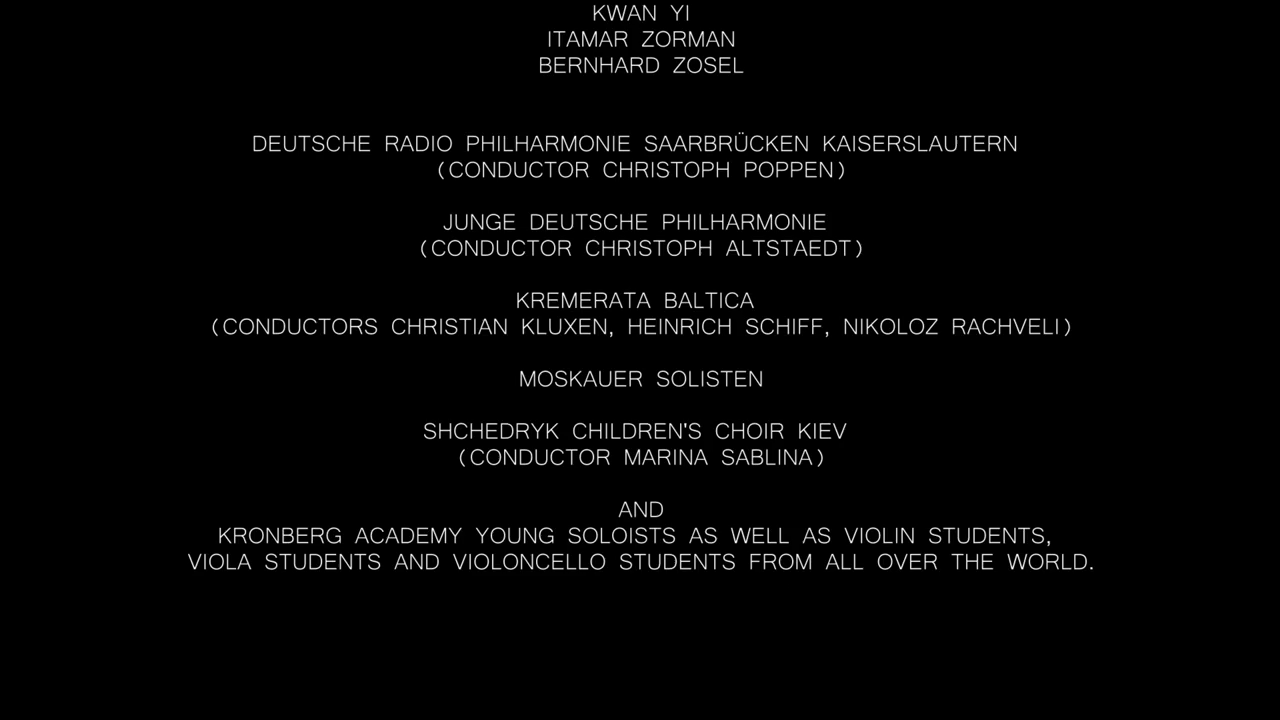 KWAN YI
ITAMAR ZORMAN
BERNHARD ZOSEL
DEUTSCHE RADIO PHILHARMONIE SAARBRÜCKEN KAISERSLAUTERN
(CONDUCTOR CHRISTOPH POPPEN)
JUNGE DEUTSCHE PHILHARMONIE
(CONDUCTOR CHRISTOPH ALTSTAEDT)
KREMERATA BALTICA
(CONDUCTORS CHRISTIAN KLUXEN, HEINRICH SCHIFF, NIKOLOZ RACHVELI)
MOSKAUER SOLISTEN
SHCHEDRYK CHILDREN'S CHOIR KIEV
(CONDUCTOR MARINA SABLINA)
AND
KRONBERG ACADEMY YOUNG SOLOISTS AS WELL AS VIOLIN STUDENTS,
VIOLA STUDENTS AND VIOLONCELLO STUDENTS FROM ALL OVER THE WORLD.